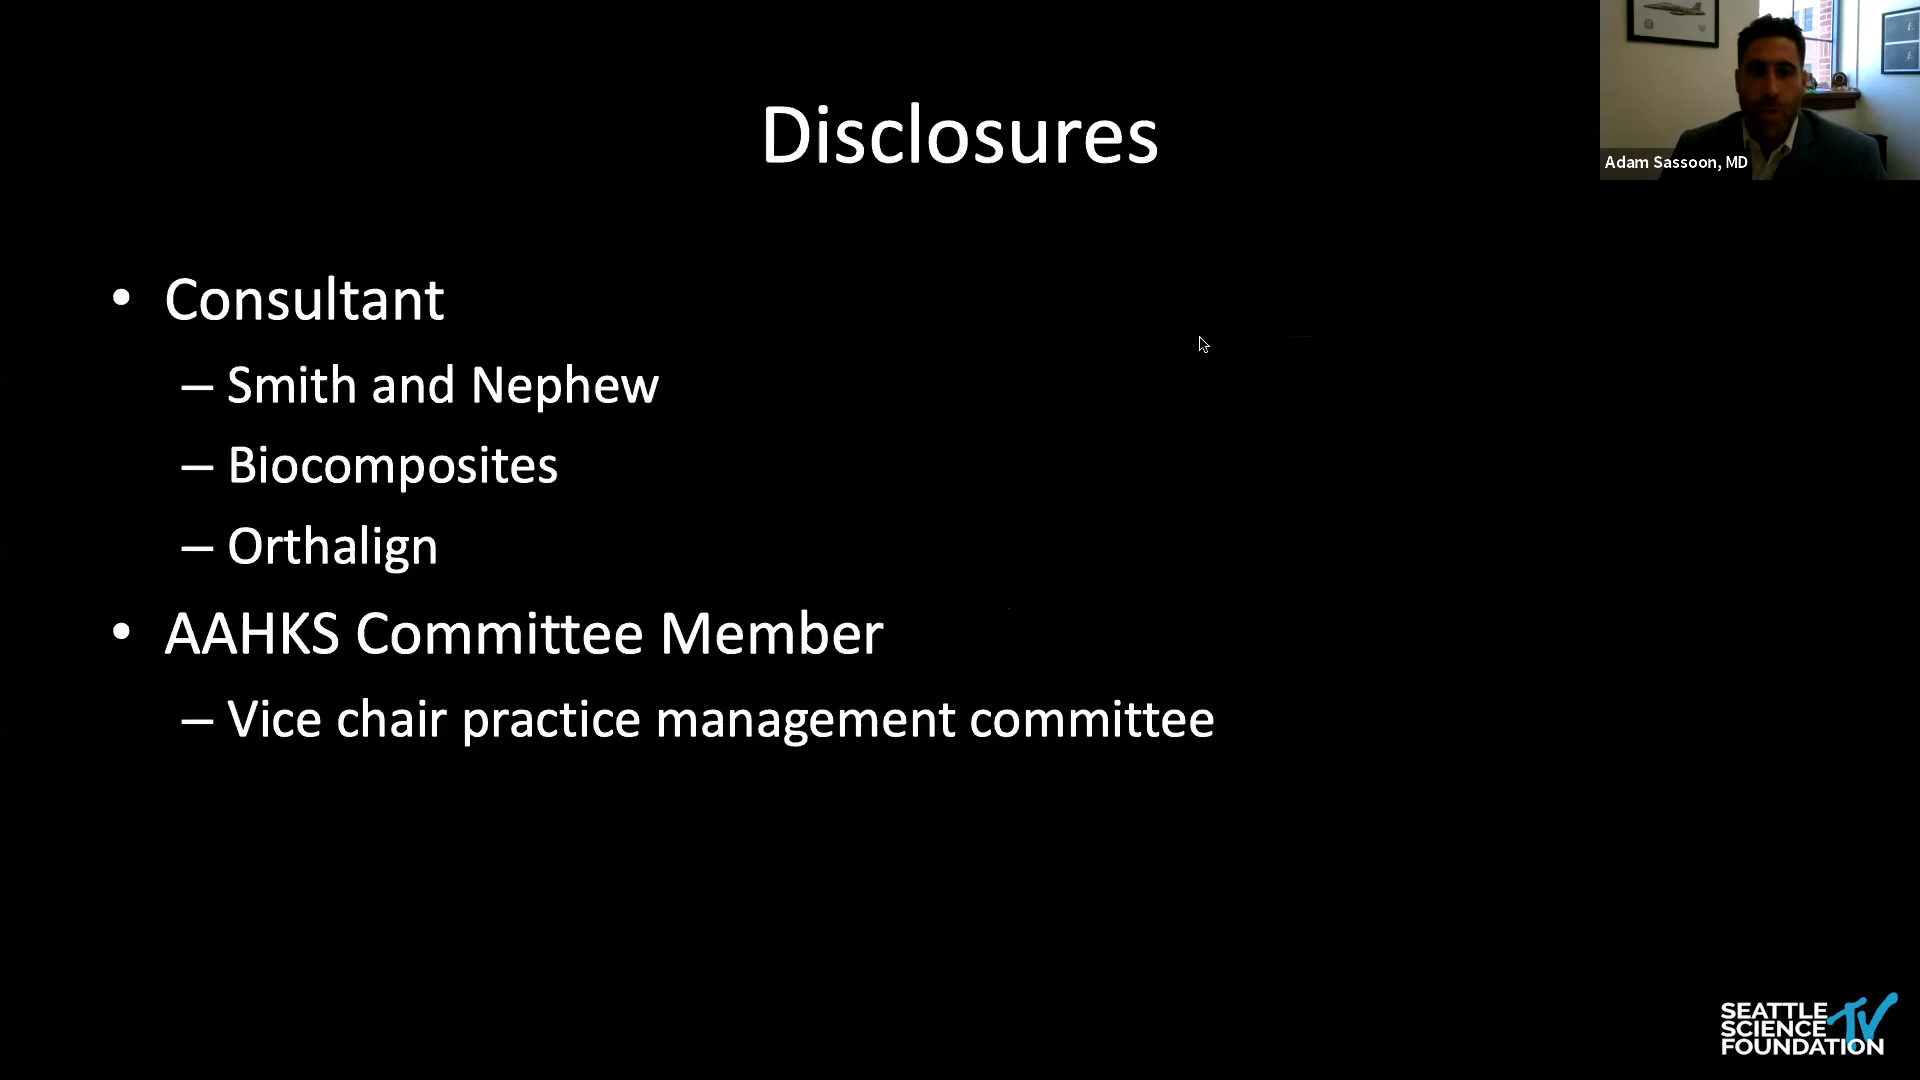 Disclosures
Adam Sassoon, MD
• Consultant
– Smith and Nephew
– Biocomposites
– Orthalign
• AAHKS Committee Member
– Vice chair practice management committee
SEATTLE
SCIENCE
FOUNDATION
TV